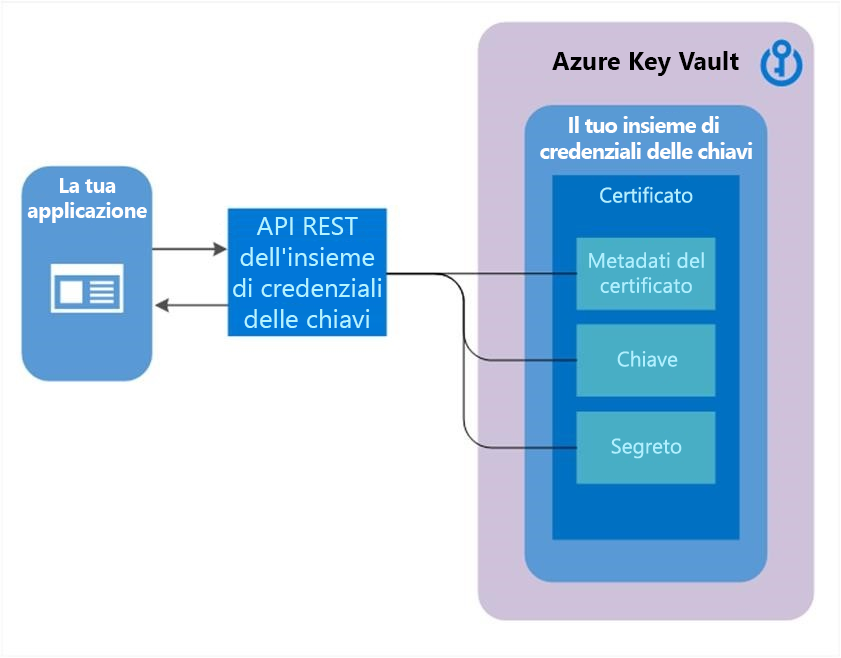 Azure Key Vault
Il tuo insieme di
credenziali delle chiavi
Certificato
La tua
applicazione
API REST
dell'insieme
di credenziali
delle chiavi
Metadati del
certificato
Chiave
Segreto